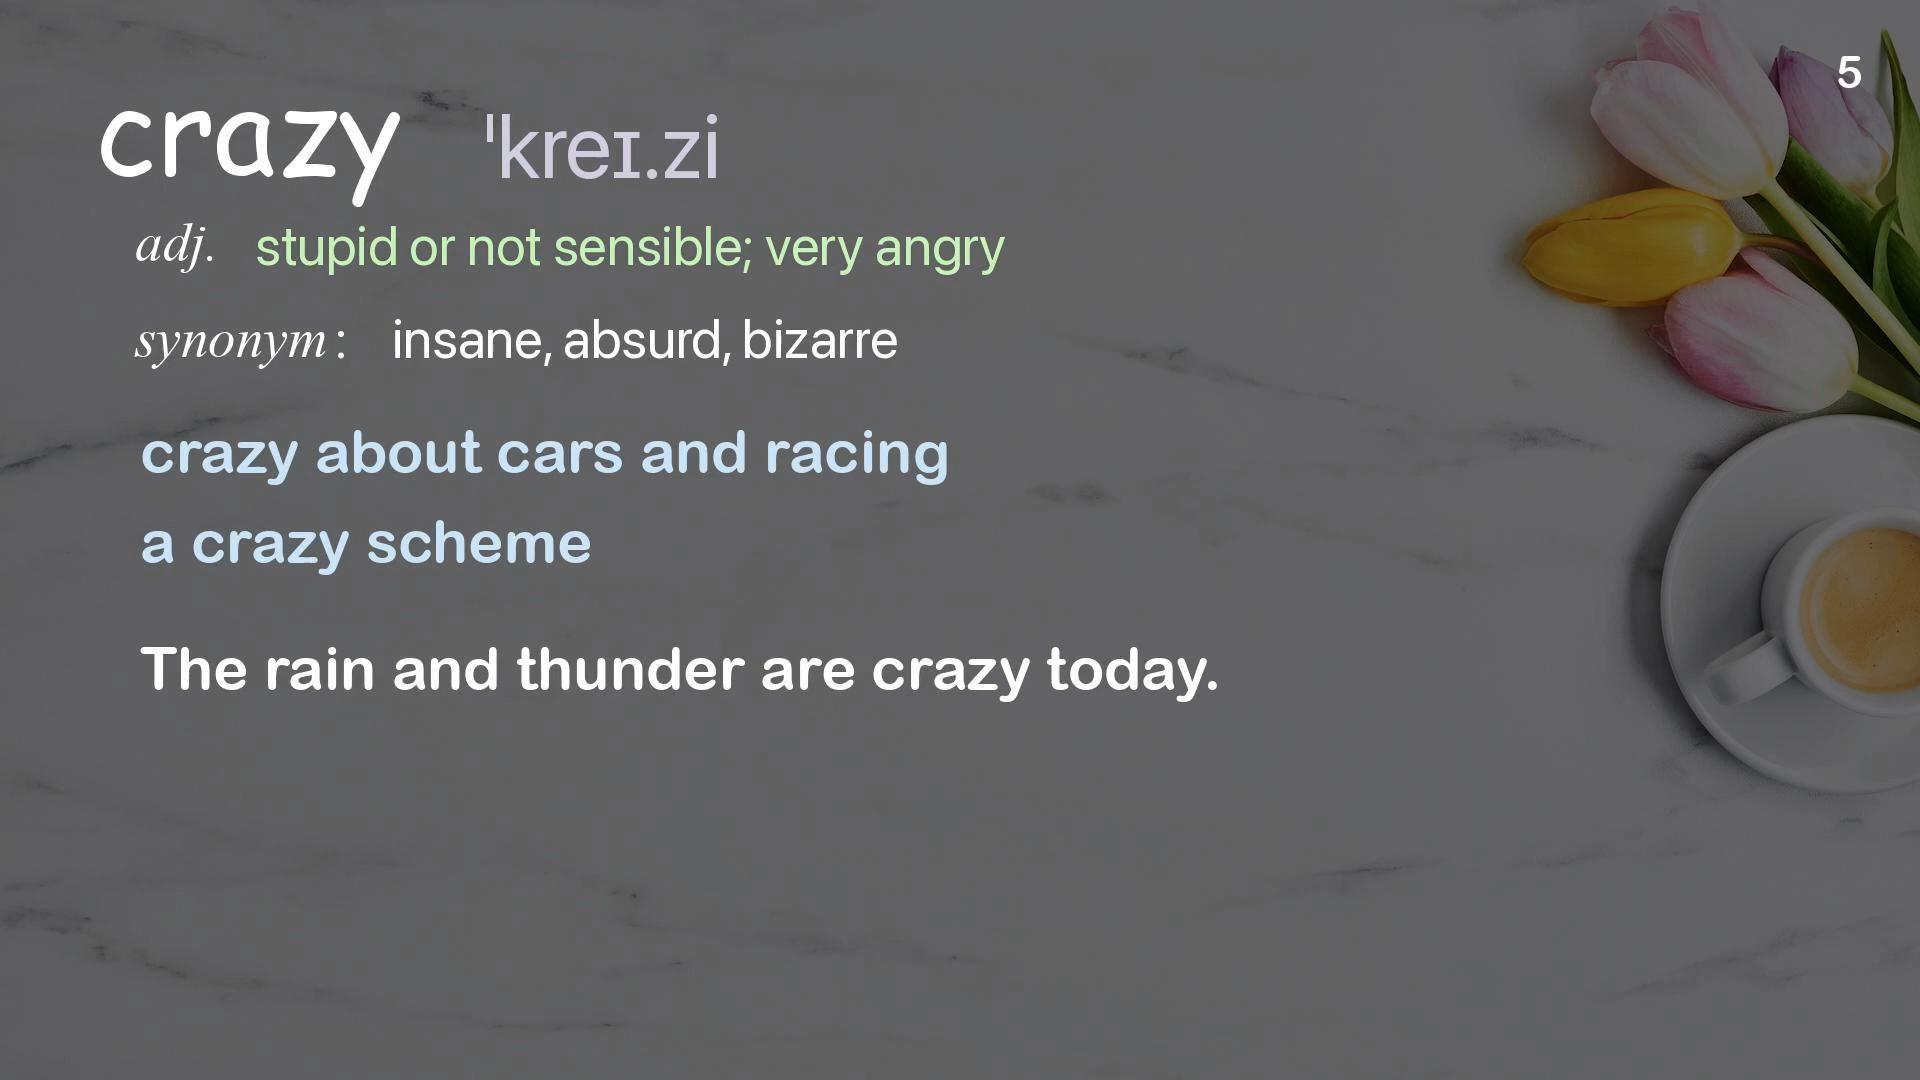 5
crazy ˈkreɪ.zi
adj. stupid or not sensible; very angry
synonym: insane, absurd, bizarre
crazy about cars and racing
a crazy scheme
The rain and thunder are crazy today.